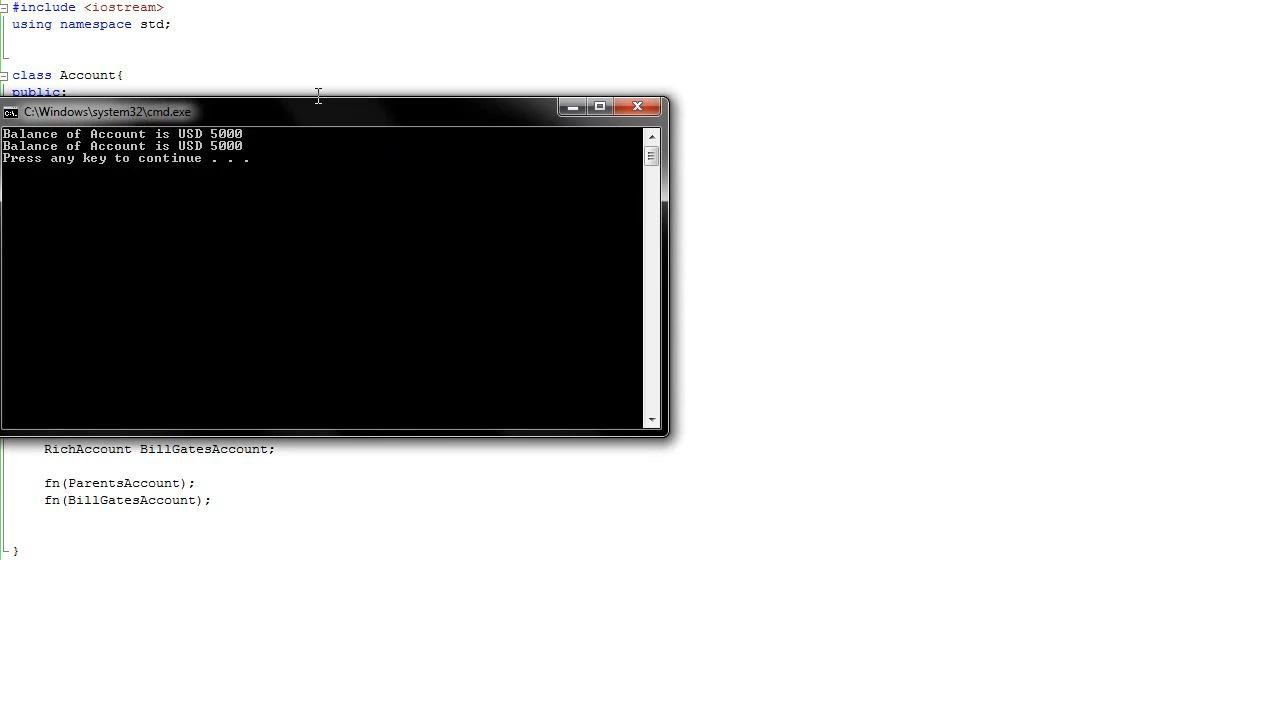 #include <iostream>
using namespace std;
class Account{
public:
C:\Windows\system32\cmd.exe
Balance of Account is USD 5000
Balance of Account is USD 5000
Press any key to continue . . .
RichAccount BillGatesAccount;
fn(ParentsAccount);
fn(BillGatesAccount);
}